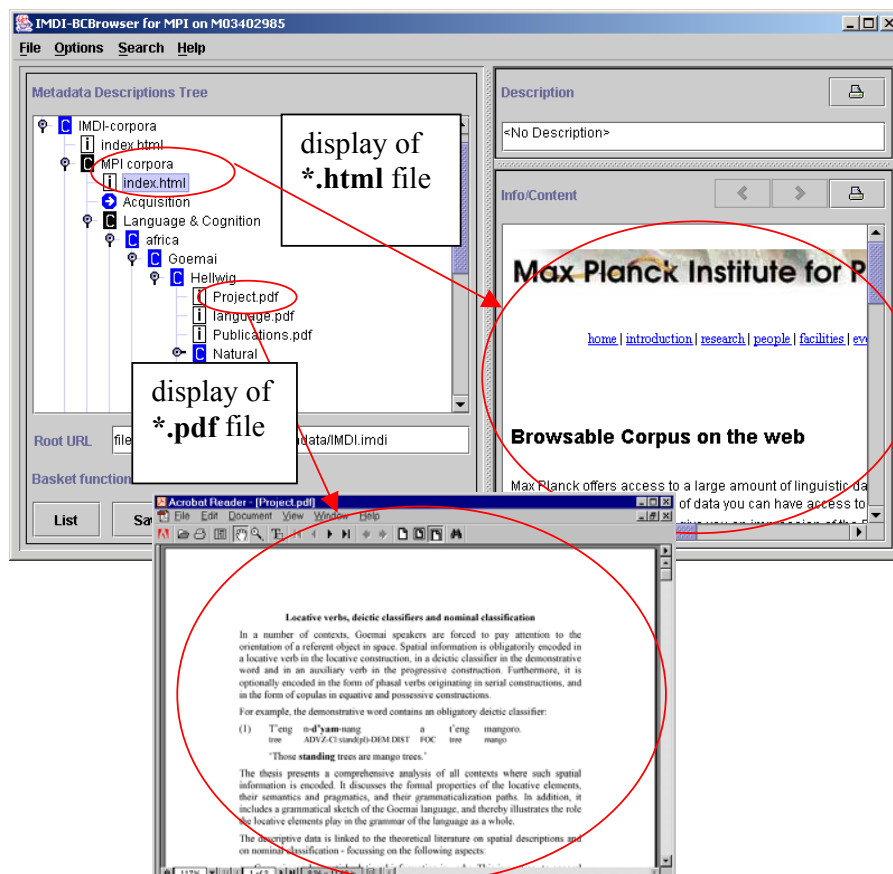 IMDI-BCBrowser for MPI on M03402985
File Options Search Help
Metadata Descriptions Tree
IMDI-corpora
index.html
MPI corpora
index.html
Acquisition
Language & Cognition
africa
Goemai
Hellwig
Project.pdf
language.pdf
Publications.pdf
Natural
display of
*.html file
display of
*.pdf file
Root URL file data/IMDI.imdi
Basket function
List Sa
Description
<No Description>
Info/Content
Max Planck Institute for P
home | introduction | research | people | facilities | eve
Browsable Corpus on the web
Max Planck offers access to a large amount of linguistic da
of data you can have access to
Acrobat Reader - [Project.pdf]
File Edit Document View Window Help
Locative verbs, deictic classifiers and nominal classification
In a number of contexts, Goemai speakers are forced to pay attention to the
orientation of a referent object in space. Spatial information is obligatorily encoded in
a locative verb in the locative construction, in a deictic classifier in the demonstrative
word and in an auxiliary verb in the progressive construction. Furthermore, it is
optionally encoded in the form of phasal verbs originating in serial constructions, and
in the form of copulas in equative and possessive constructions.
For example, the demonstrative word contains an obligatory deictic classifier:
(1) T'eng n-d'yam-nang a t'eng mangoro.
tree ADVZ-Cl:stand(pl)-DEM.DIST FOC tree mango
'Those standing trees are mango trees.'
The thesis presents a comprehensive analysis of all contexts where such spatial
information is encoded. It discusses the formal properties of the locative elements,
their semantics and pragmatics, and their grammaticalization paths. In addition, it
includes a grammatical sketch of the Goemai language, and thereby illustrates the role
the locative elements play in the grammar of the language as a whole.
The descriptive data is linked to the theoretical literature on spatial descriptions and
on nominal classification - focussing on the following aspects:
117% 1 of 2